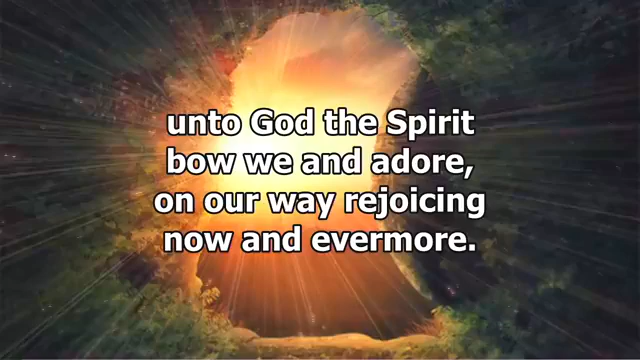 unto God the Spirit
bow we and adore,
on our way rejoicing
now and evermore.